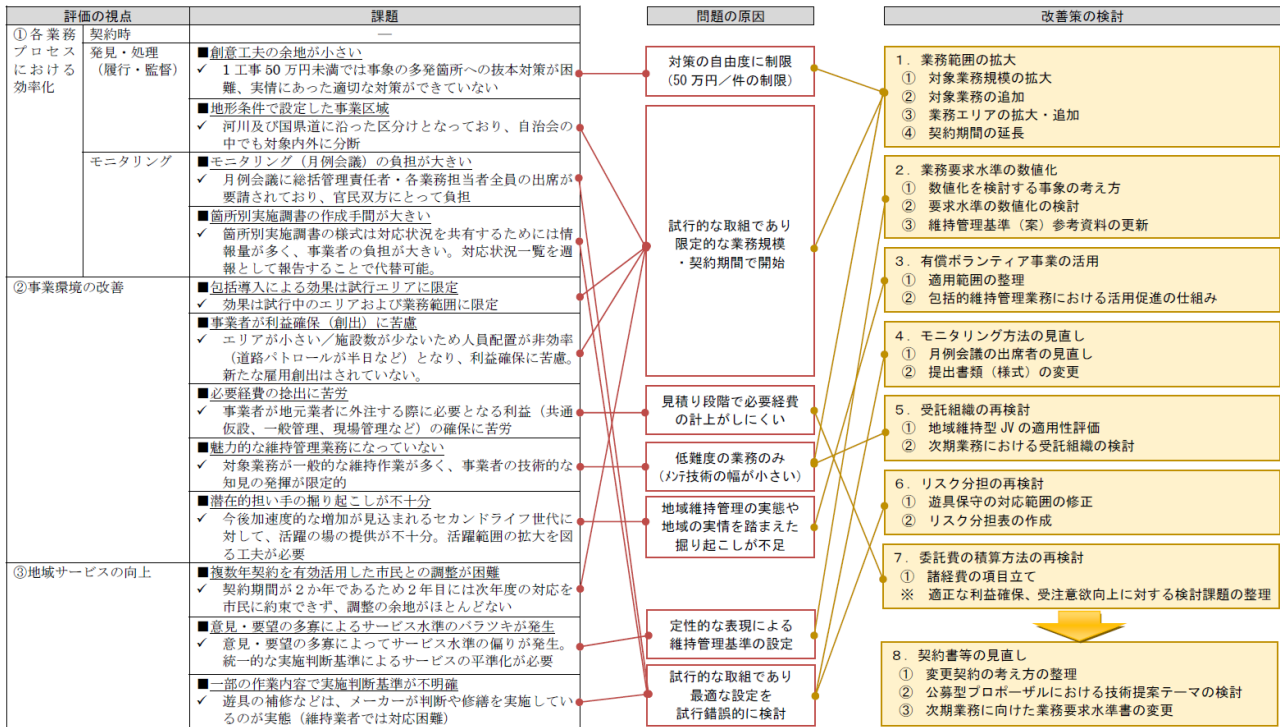 評価の視点
課題
①各業務
プロセス
における
効率化
契約時
―
発見・処理
（履行・監督）
■創意工夫の余地が小さい
✓ 1工事50万円未満では事象の多発箇所への抜本対策が困
難、実情にあった適切な対策ができていない
■地形条件で設定した事業区域
✓ 河川及び国県道に沿った区分けとなっており、自治会の
中でも対象内外に分断
モニタリング
■モニタリング（月例会議）の負担が大きい
✓ 月例会議に総括管理責任者・各業務担当者全員の出席が
要請されており、官民双方にとって負担
■箇所別実施調書の作成手間が大きい
✓ 箇所別実施調書の様式は対応状況を共有するためには情
報量が多く、事業者の負担が大きい。対応状況一覧を週
報として報告することで代替可能。
②事業環境の改善
■包括導入による効果は試行エリアに限定
✓ 効果は試行中のエリアおよび業務範囲に限定
■事業者が利益確保（創出）に苦慮
✓ エリアが小さい／施設数が少ないため人員配置が非効率
（道路パトロールが半日など）となり、利益確保に苦慮。
新たな雇用創出はされていない。
■必要経費の捻出に苦労
✓ 事業者が地元業者に外注する際に必要となる利益（共通
仮設、一般管理、現場管理など）の確保に苦労
■魅力的な維持管理業務になっていない
✓ 対象業務が一般的な維持作業が多く、事業者の技術的な
知見の発揮が限定的
■潜在的担い手の掘り起こしが不十分
✓ 今後加速度的な増加が見込まれるセカンドライフ世代に
対して、活躍の場の提供が不十分。活躍範囲の拡大を図
る工夫が必要
③地域サービスの向上
■複数年契約を有効活用した市民との調整が困難
✓ 契約期間が2か年であるため2年目には次年度の対応を
市民に約束できず、調整の余地がほとんどない
■意見・要望の多寡によるサービス水準のバラツキが発生
✓ 意見・要望の多寡によってサービス水準の偏りが発生。
統一的な実施判断基準によるサービスの平準化が必要
■一部の作業内容で実施判断基準が不明確
✓ 遊具の補修などは、メーカーが判断や修繕を実施してい
るのが実態（維持業者では対応困難）
問題の原因
対策の自由度に制限
（50万円／件の制限）
試行的な取組であり
限定的な業務規模
・契約期間で開始
見積り段階で必要経費
の計上がしにくい
低難度の業務のみ
（ﾒﾝﾃ技術の幅が小さい）
地域維持管理の実態や
地域の実情を踏まえた
掘り起こしが不足
定性的な表現による
維持管理基準の設定
試行的な取組であり
最適な設定を
試行錯誤的に検討
改善策の検討
1．業務範囲の拡大
① 対象業務規模の拡大
② 対象業務の追加
③ 業務エリアの拡大・追加
④ 契約期間の延長
2．業務要求水準の数値化
① 数値化を検討する事象の考え方
② 要求水準の数値化の検討
③ 維持管理基準（案）参考資料の更新
3．有償ボランティア事業の活用
① 適用範囲の整理
② 包括的維持管理業務における活用促進の仕組み
4．モニタリング方法の見直し
① 月例会議の出席者の見直し
② 提出書類（様式）の変更
5．受託組織の再検討
① 地域維持型JVの適用性評価
② 次期業務における受託組織の検討
6．リスク分担の再検討
① 遊具保守の対応範囲の修正
② リスク分担表の作成
7．委託費の積算方法の再検討
① 諸経費の項目立て
※ 適正な利益確保、受注意欲向上に対する検討課題の整理
8．契約書等の見直し
① 変更契約の考え方の整理
② 公募型プロポーザルにおける技術提案テーマの検討
③ 次期業務に向けた業務要求水準書の変更